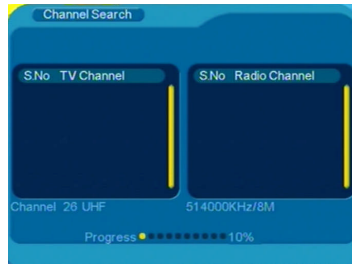 Channel Search
S.No TV Channel
S.No Radio Channel
Channel 26 UHF
514000KHz/8M
Progress 10%